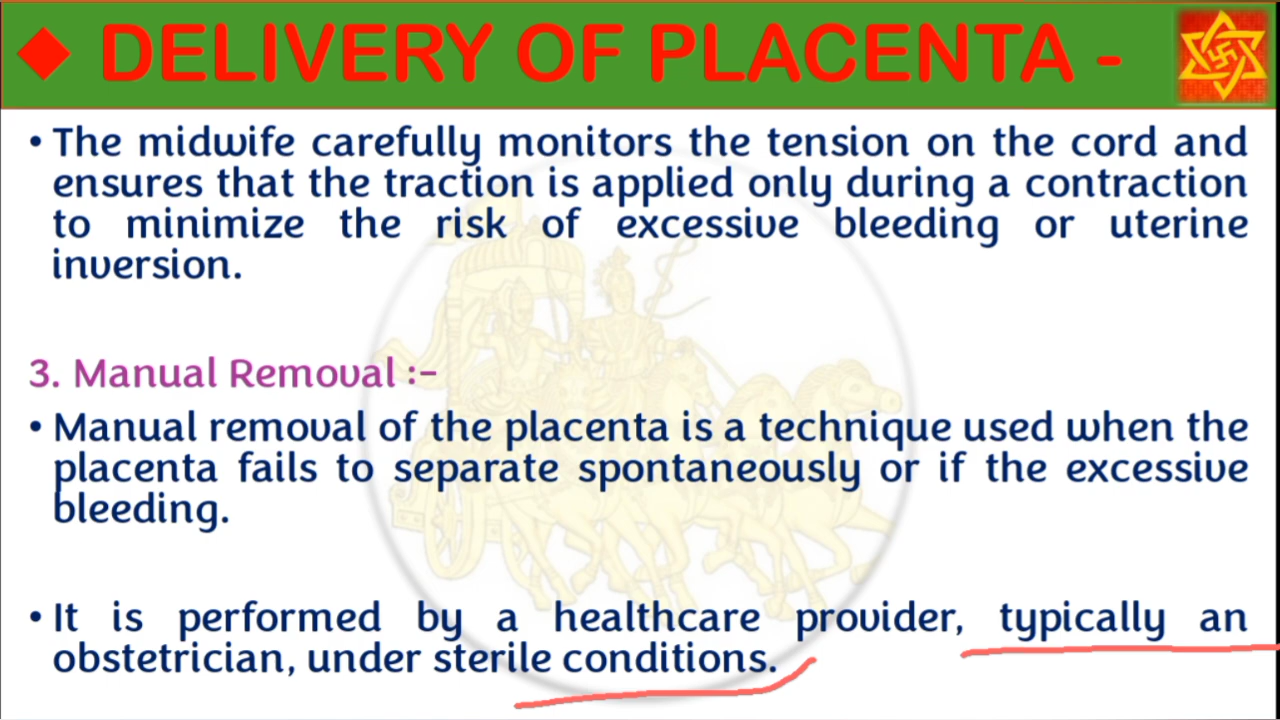 ◆ DELIVERY OF PLACENTA -
• The midwife carefully monitors the tension on the cord and
ensures that the traction is applied only during a contraction
to minimize the risk of excessive bleeding or uterine
inversion.
3. Manual Removal :-
• Manual removal of the placenta is a technique used when the
placenta fails to separate spontaneously or if the excessive
bleeding.
• It is performed by a healthcare provider, typically an
obstetrician, under sterile conditions.